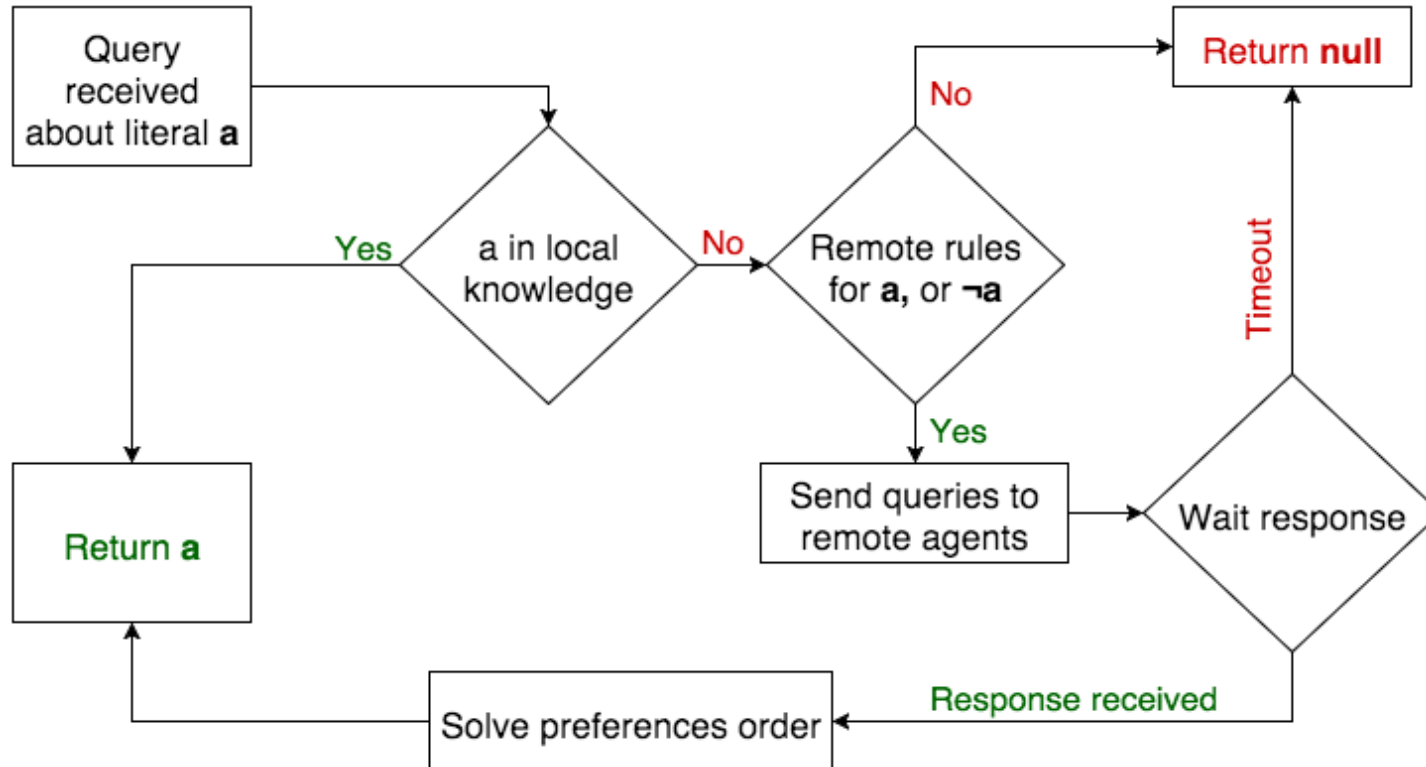 Query
received
about literal a
Return null
No
Yes
a in local
knowledge
No
Remote rules
for a, or ¬a
Timeout
Yes
Send queries to
remote agents
Wait response
Return a
Response received
Solve preferences order